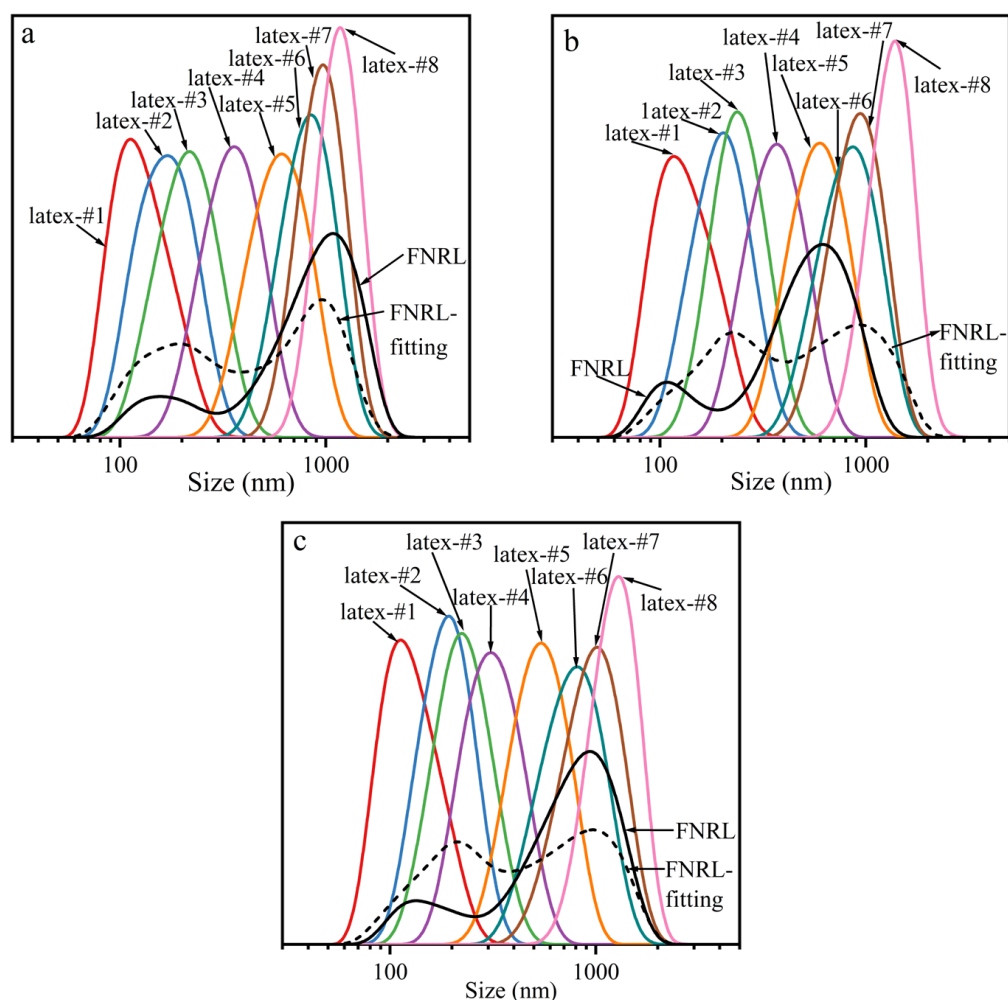 a
latex-#7
latex-#6
latex-#8
latex-#4
latex-#3
latex-#5
latex-#2
latex-#1
FNRL
FNRL-
fitting
100
1000
Size (nm)
b
latex-#7
latex-#4
latex-#5
latex-#3
latex-#8
latex-#6
latex-#2
latex-#1
FNRL-
fitting
FNRL
100
1000
Size (nm)
c
latex-#3
latex-#7
latex-#5
latex-#2
latex-#6
latex-#4
latex-#8
latex-#1
FNRL
FNRL-
fitting
100
1000
Size (nm)